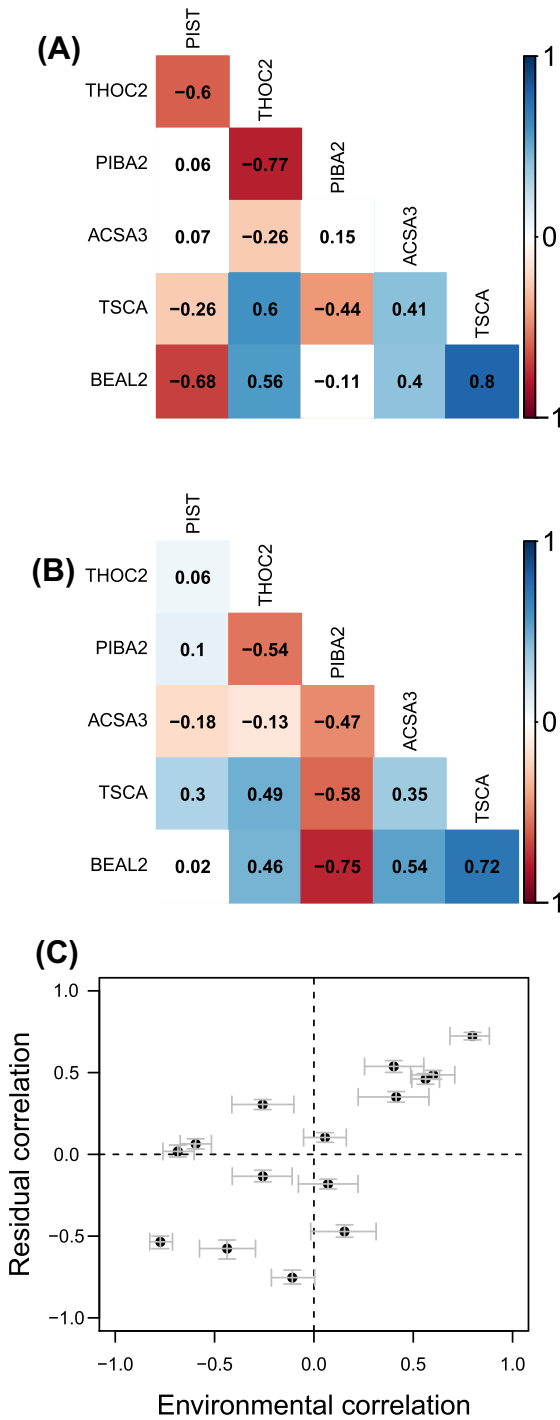 (A)
PIST
THOC2
−0.6
THOC2
1
PIBA2
0.06
−0.77
PIBA2
ACSA3
0.07
−0.26
0.15
ACSA3
0
TSCA
−0.26
0.6
−0.44
0.41
TSCA
BEAL2
−0.68
0.56
−0.11
0.4
0.8
−1
(B)
PIST
THOC2
0.06
THOC2
1
PIBA2
0.1
−0.54
PIBA2
ACSA3
−0.18
−0.13
−0.47
ACSA3
0
TSCA
0.3
0.49
−0.58
0.35
TSCA
BEAL2
0.02
0.46
−0.75
0.54
0.72
−1
(C)
Residual correlation
1.0
0.5
0.0
−0.5
−1.0
−1.0
−0.5
0.0
0.5
1.0
Environmental correlation